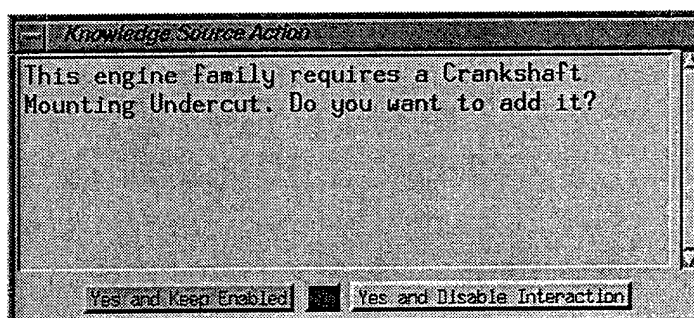 Knowledge Source Action
This engine family requires a Crankshaft
Mounting Undercut. Do you want to add it?
Yes and Keep Enabled Yes and Disable Interaction